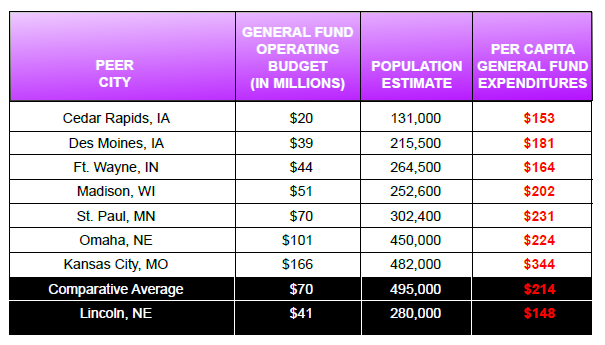 PEER CITY GENERAL FUND OPERATING BUDGET (IN MILLIONS) POPULATION ESTIMATE PER CAPITA GENERAL FUND EXPENDITURES
Cedar Rapids, IA $20 131,000 $153
Des Moines, IA $39 215,500 $181
Ft. Wayne, IN $44 264,500 $164
Madison, WI $51 252,600 $202
St. Paul, MN $70 302,400 $231
Omaha, NE $101 450,000 $224
Kansas City, MO $166 482,000 $344
Comparative Average $70 495,000 $214
Lincoln, NE $41 280,000 $148